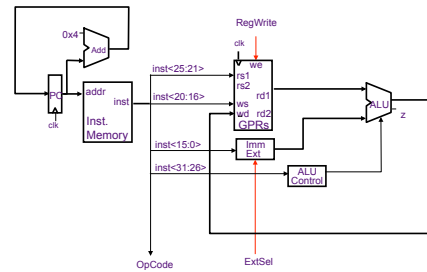 RegWrite
0x4
Add
clk
inst<25:21>
we
rs1
rs2
PC
addr
inst
inst<20:16>
rd1
ws
wd rd2
GPRs
ALU
z
clk
Inst.
Memory
inst<15:0>
Imm
Ext
inst<31:26>
ALU
Control
OpCode
ExtSel